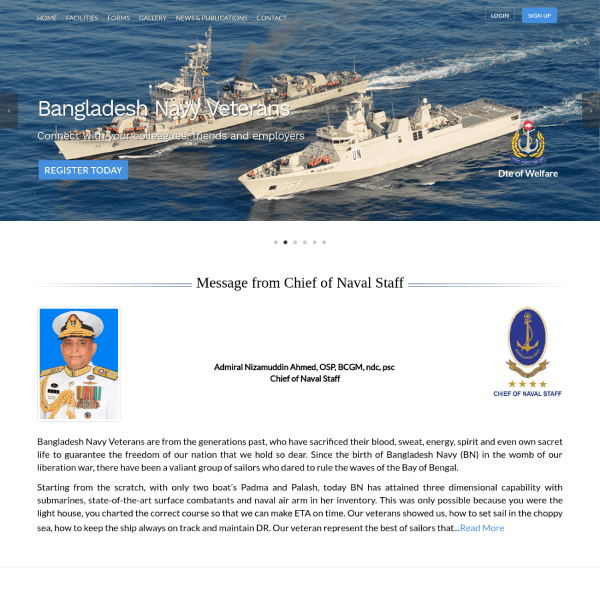 HOME FACILITIES FORMS GALLERY NEWS & PUBLICATIONS CONTACT LOGIN SIGN UP
Bangladesh Navy Veterans
Connect with your colleagues, friends and employers
REGISTER TODAY
UN
Dte of Welfare
Message from Chief of Naval Staff
Admiral Nizamuddin Ahmed, OSP, BCGM, ndc, psc
Chief of Naval Staff
CHIEF OF NAVAL STAFF
Bangladesh Navy Veterans are from the generations past, who have sacrificed their blood, sweat, energy, spirit and even own sacret
life to guarantee the freedom of our nation that we hold so dear. Since the birth of Bangladesh Navy (BN) in the womb of our
liberation war, there have been a valiant group of sailors who dared to rule the waves of the Bay of Bengal.
Starting from the scratch, with only two boat's Padma and Palash, today BN has attained three dimensional capability with
submarines, state-of-the-art surface combatants and naval air arm in her inventory. This was only possible because you were the
light house, you charted the correct course so that we can make ETA on time. Our veterans showed us, how to set sail in the choppy
sea, how to keep the ship always on track and maintain DR. Our veteran represent the best of sailors that...Read More